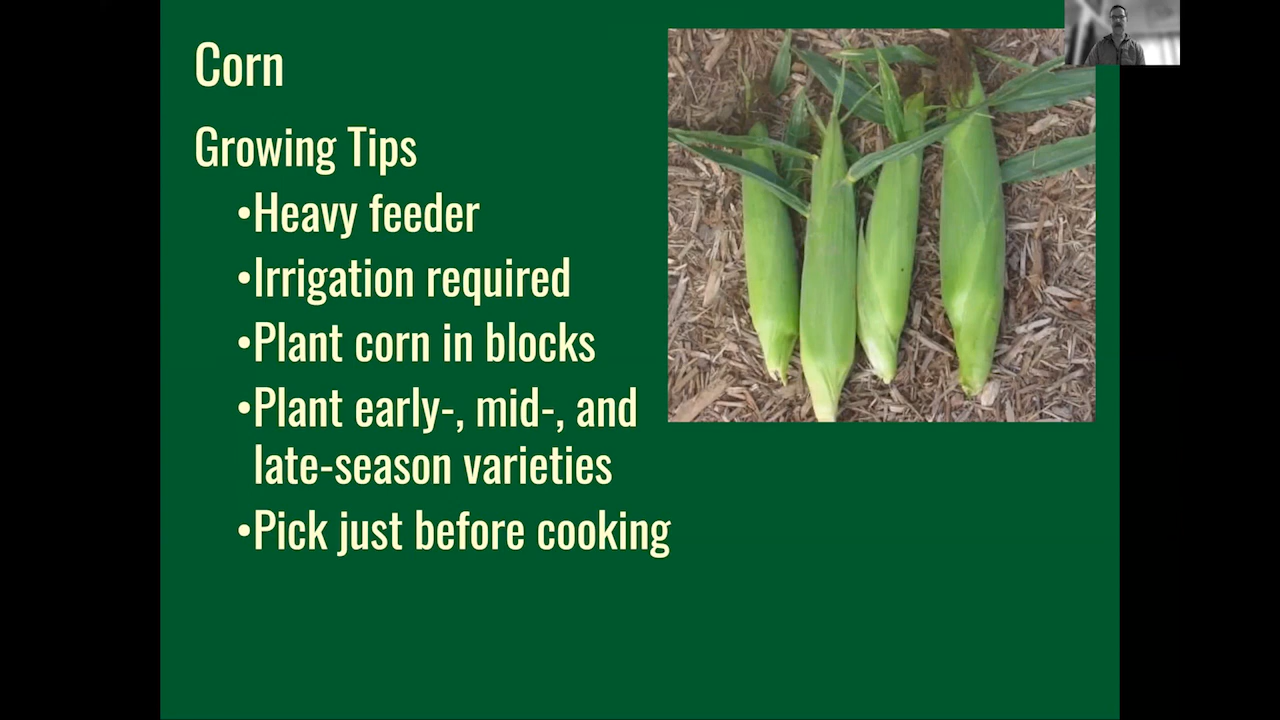 Corn
Growing Tips
•Heavy feeder
•Irrigation required
•Plant corn in blocks
•Plant early-, mid-, and
late-season varieties
•Pick just before cooking